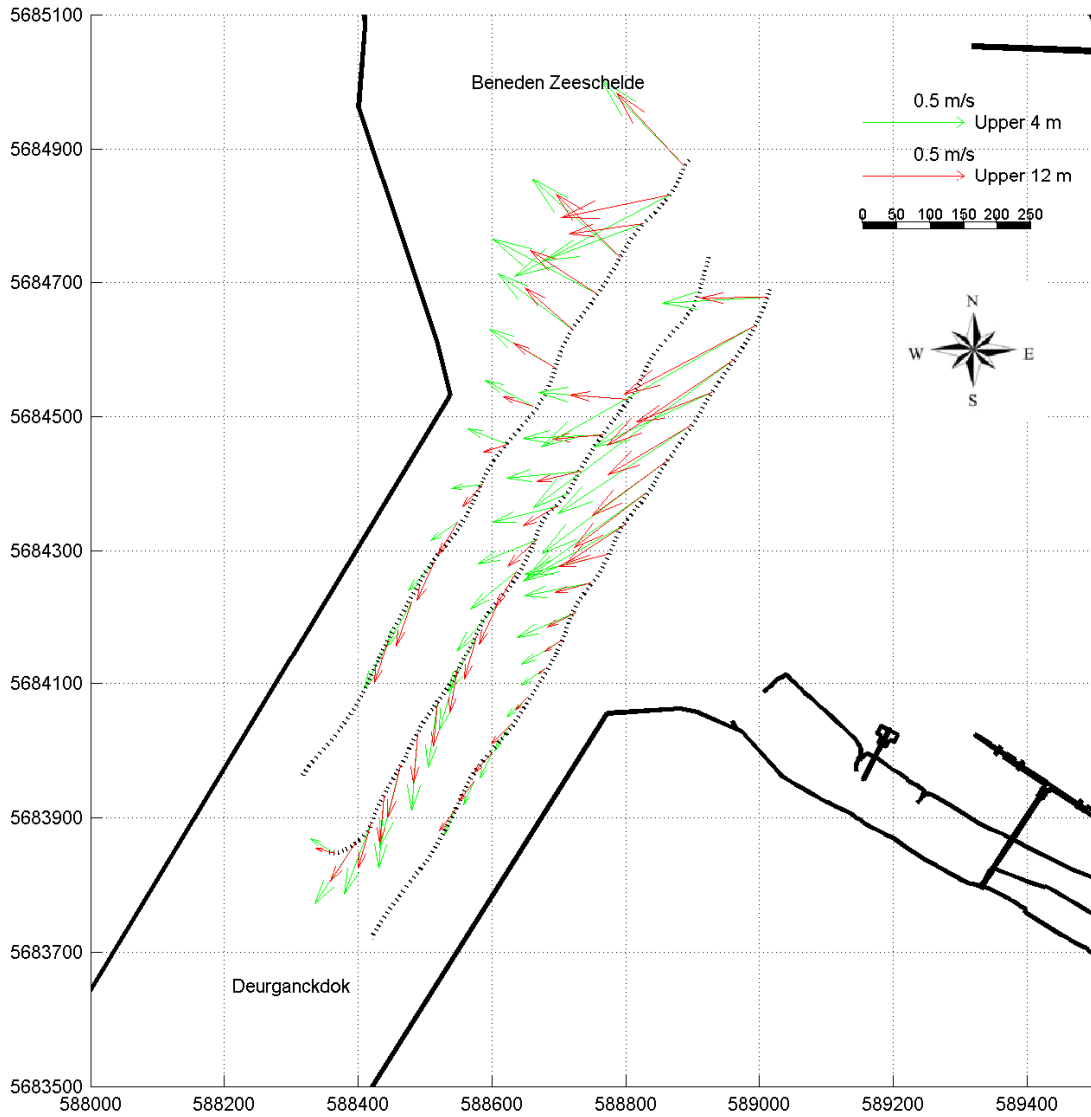 5685100
5684900
5684700
5684500
5684300
5684100
5683900
5683700
5683500
588000
588200
588400
588600
588800
589000
589200
589400
Beneden Zeeschelde
0.5 m/s
Upper 4 m
0.5 m/s
Upper 12 m
0 50 100 150 200 250
N
W E
S
Deurganckdok